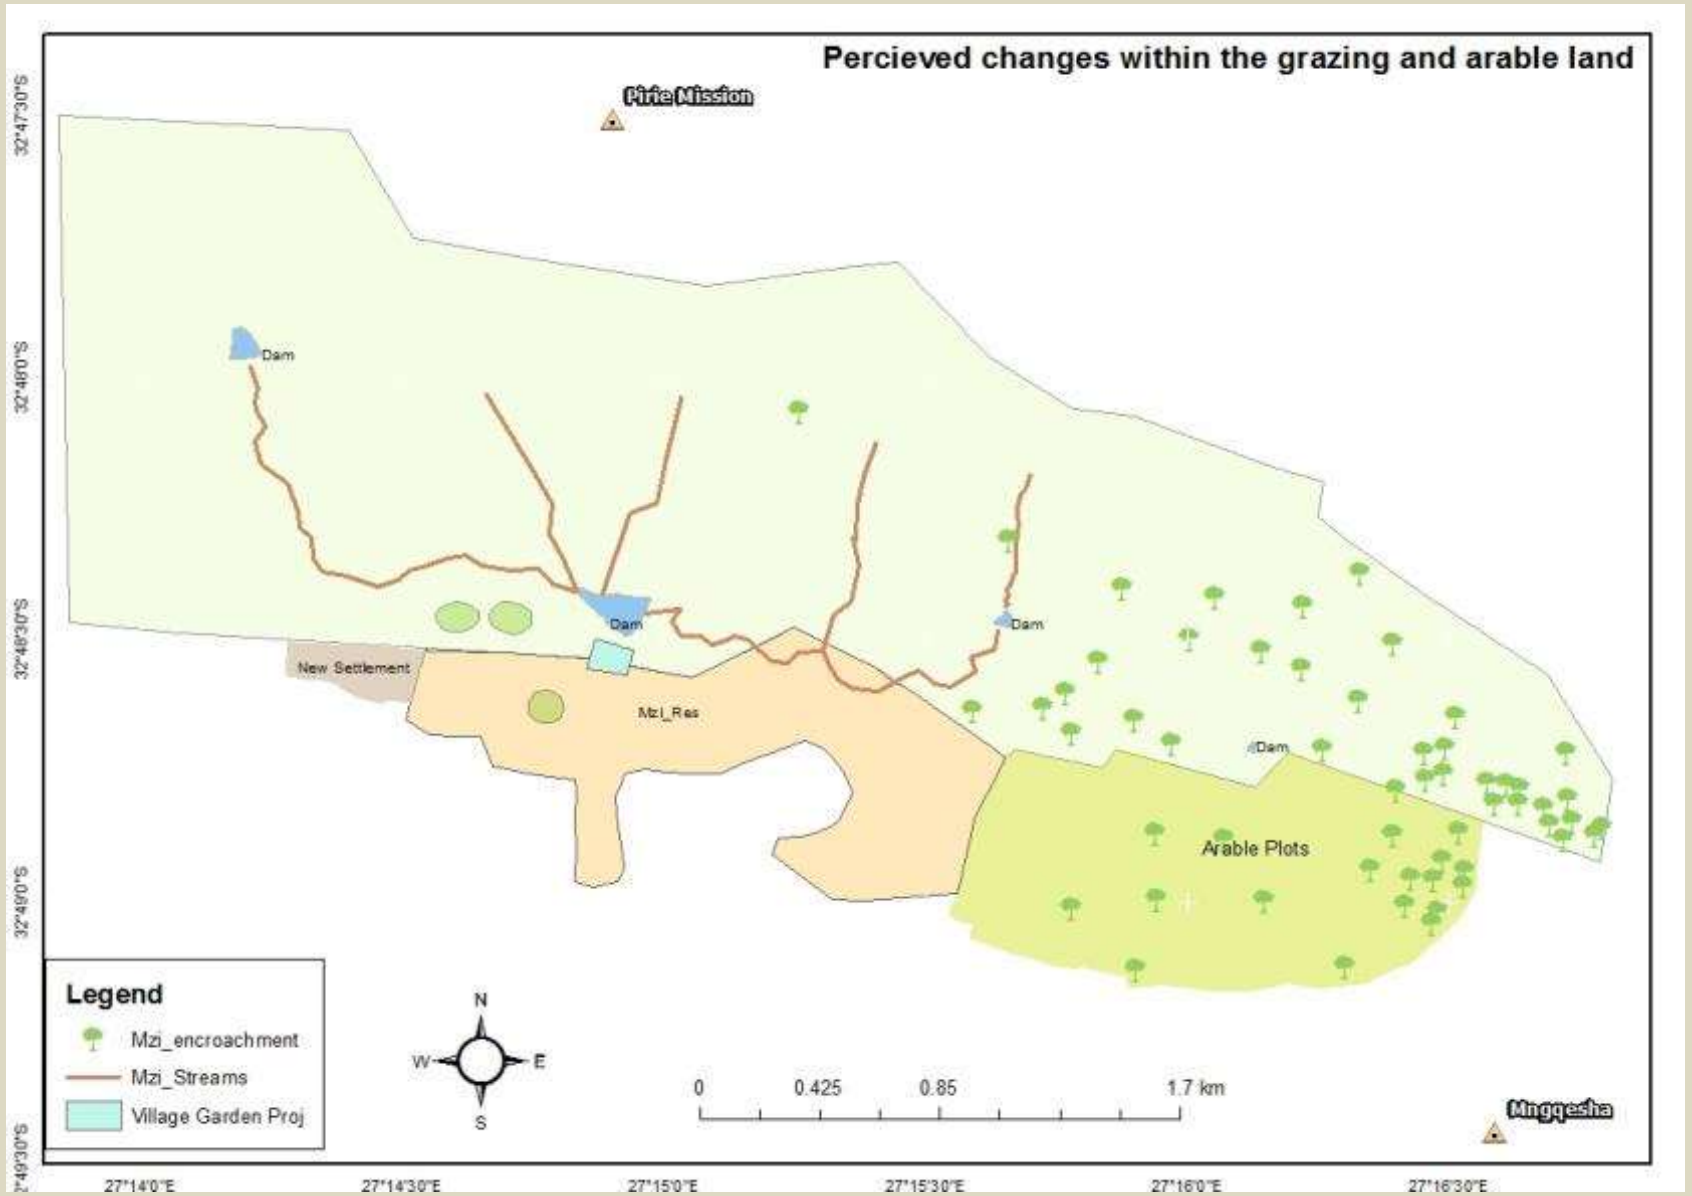 Percieved changes within the grazing and arable land
Pirie Mission
32°47'30"S
32°48'0"S
32°48'30"S
32°49'0"S
2°49'30"S
Dam
Dam
Dam
New Settlement
Mzi_Res
Dam
Arable Plots
Legend
Mzi_encroachment
Mzi_Streams
Village Garden Proj
N
W
E
S
0 0.425 0.85 1.7 km
Mngqesha
27°14'0"E 27°14'30"E 27°15'0"E 27°15'30"E 27°16'0"E 27°16'30"E